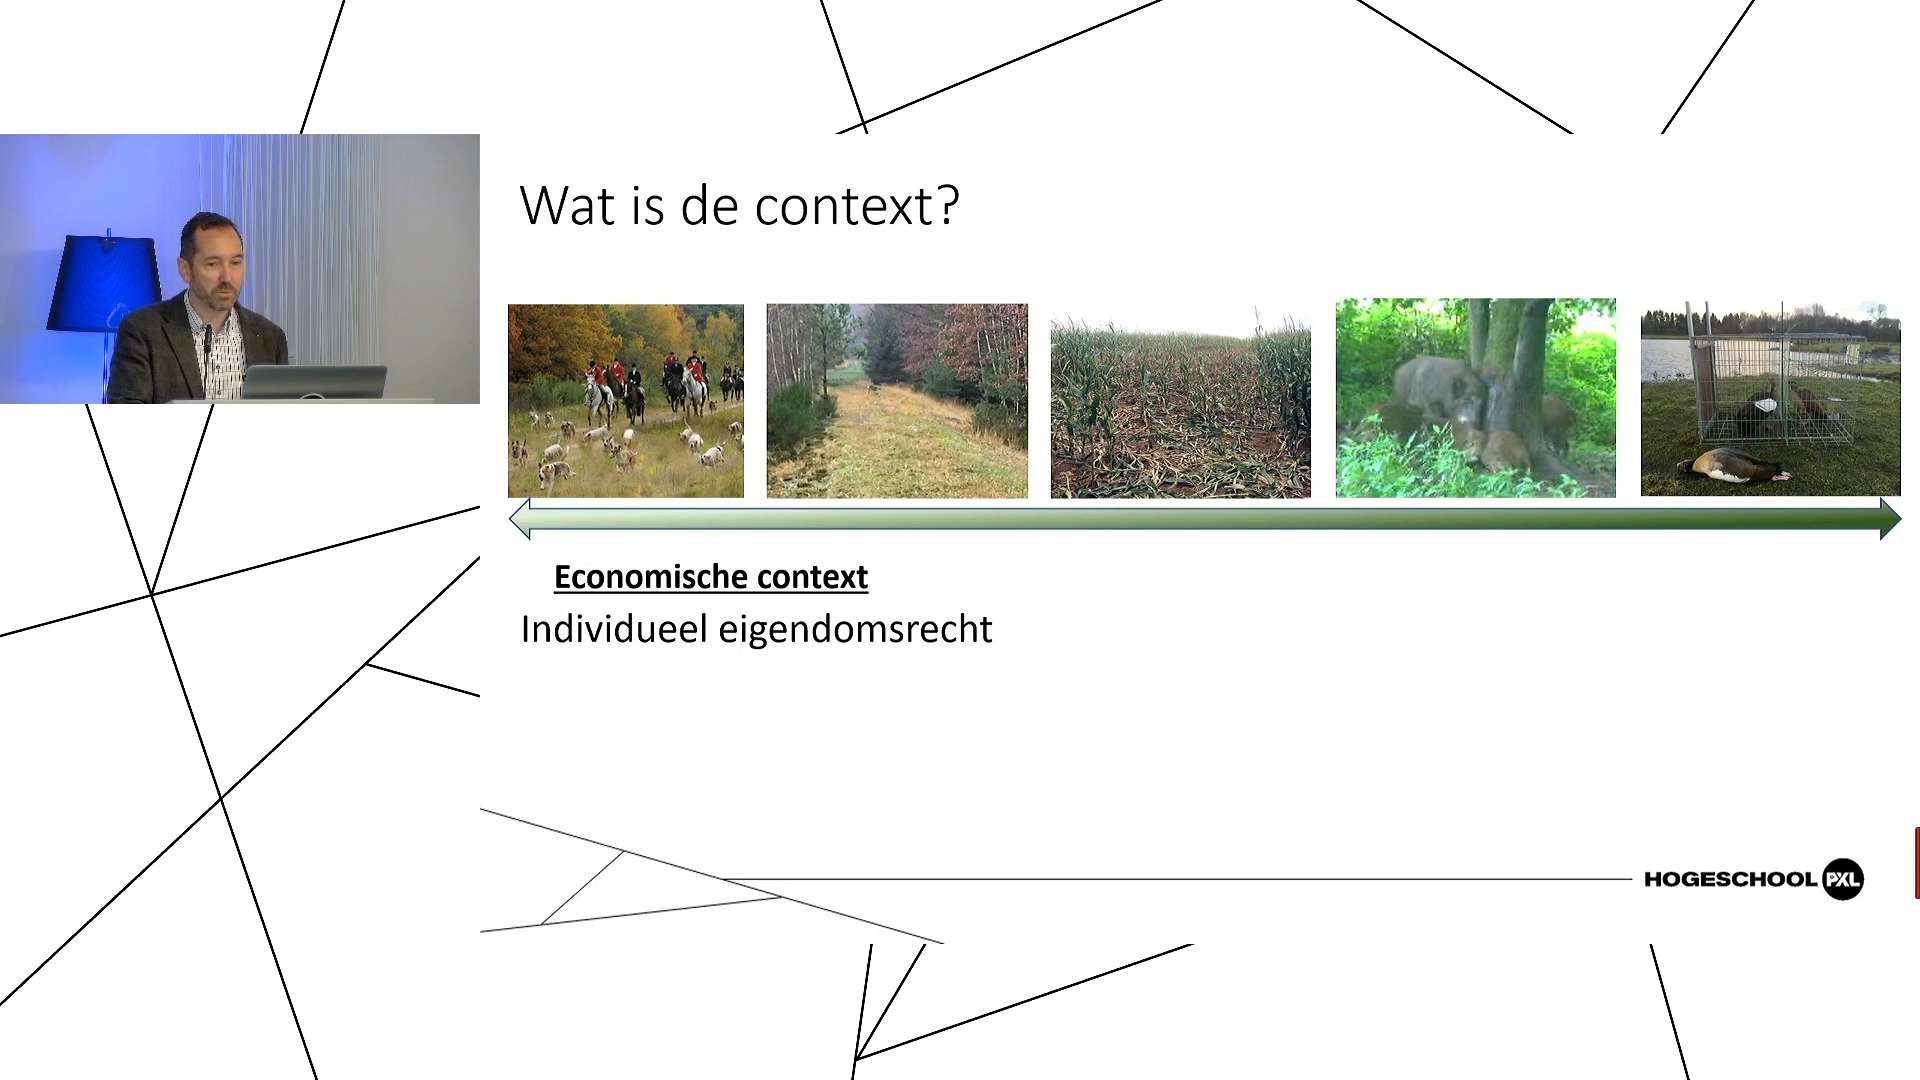 Wat is de context?
Economische context
Individueel eigendomsrecht
HOGESCHOOL PXL